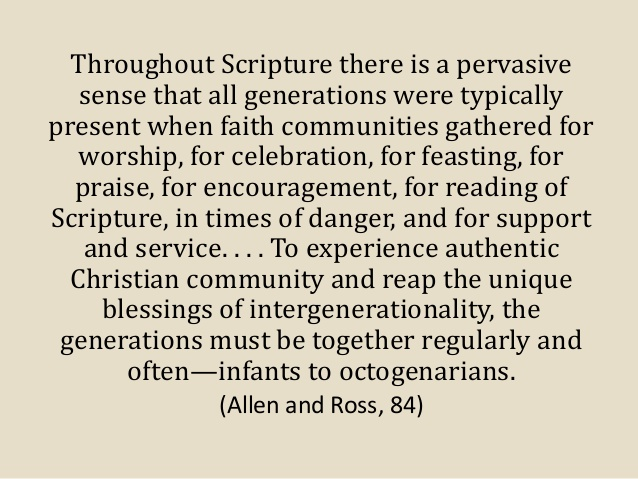 Throughout Scripture there is a pervasive
sense that all generations were typically
present when faith communities gathered for
worship, for celebration, for feasting, for
praise, for encouragement, for reading of
Scripture, in times of danger, and for support
and service. . . . To experience authentic
Christian community and reap the unique
blessings of intergenerationality, the
generations must be together regularly and
often—infants to octogenarians.
(Allen and Ross, 84)